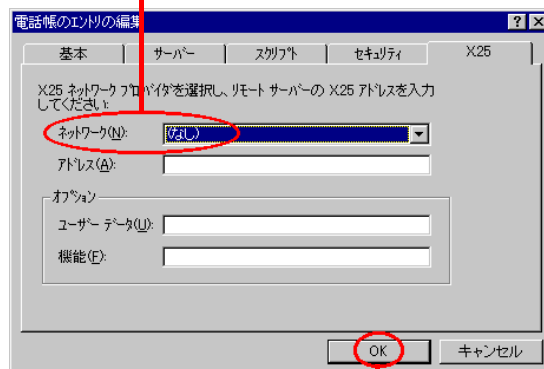 電話帳のエントリの編集
基本 サーバー スクリプト セキュリティ X.25
X.25 ネットワーク プロバイダを選択し、リモート サーバーの X.25 アドレスを入力
してください:
ネットワーク(N): (なし)
アドレス(A):
オプション
ユーザー データ(U):
機能(F):
OK キャンセル